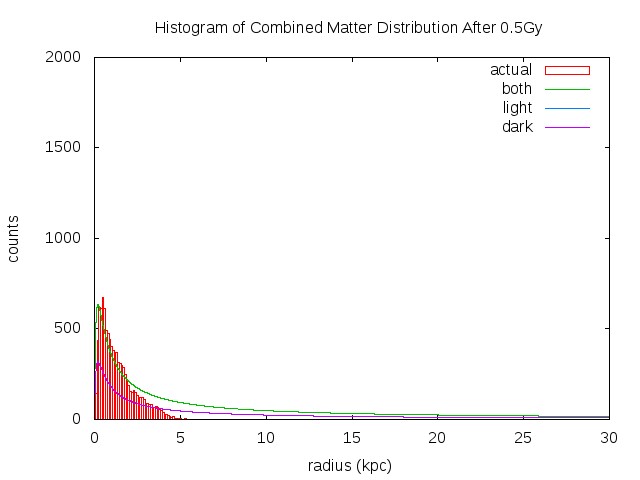 Histogram of Combined Matter Distribution After 0.5Gy
2000
1500
1000
500
0
counts
actual
both
light
dark
0 5 10 15 20 25 30
radius (kpc)